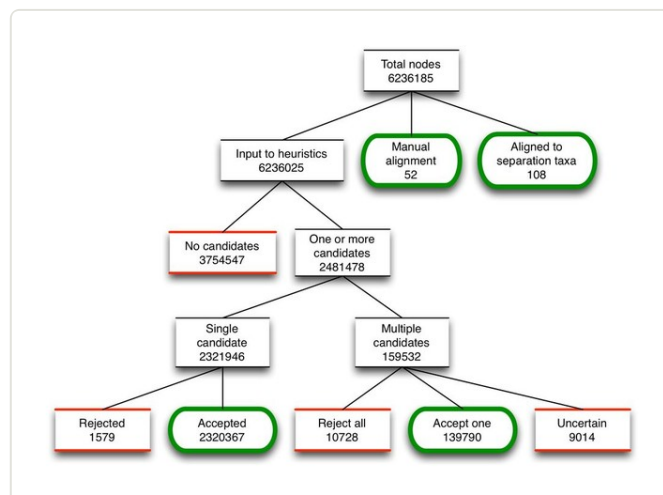 Total nodes
6236185
Input to heuristics
6236025
Manual
alignment
52
Aligned to
separation taxa
108
No candidates
3754547
One or more
candidates
2481478
Single
candidate
2321946
Multiple
candidates
159532
Rejected
1579
Accepted
2320367
Reject all
10728
Accept one
139790
Uncertain
9014